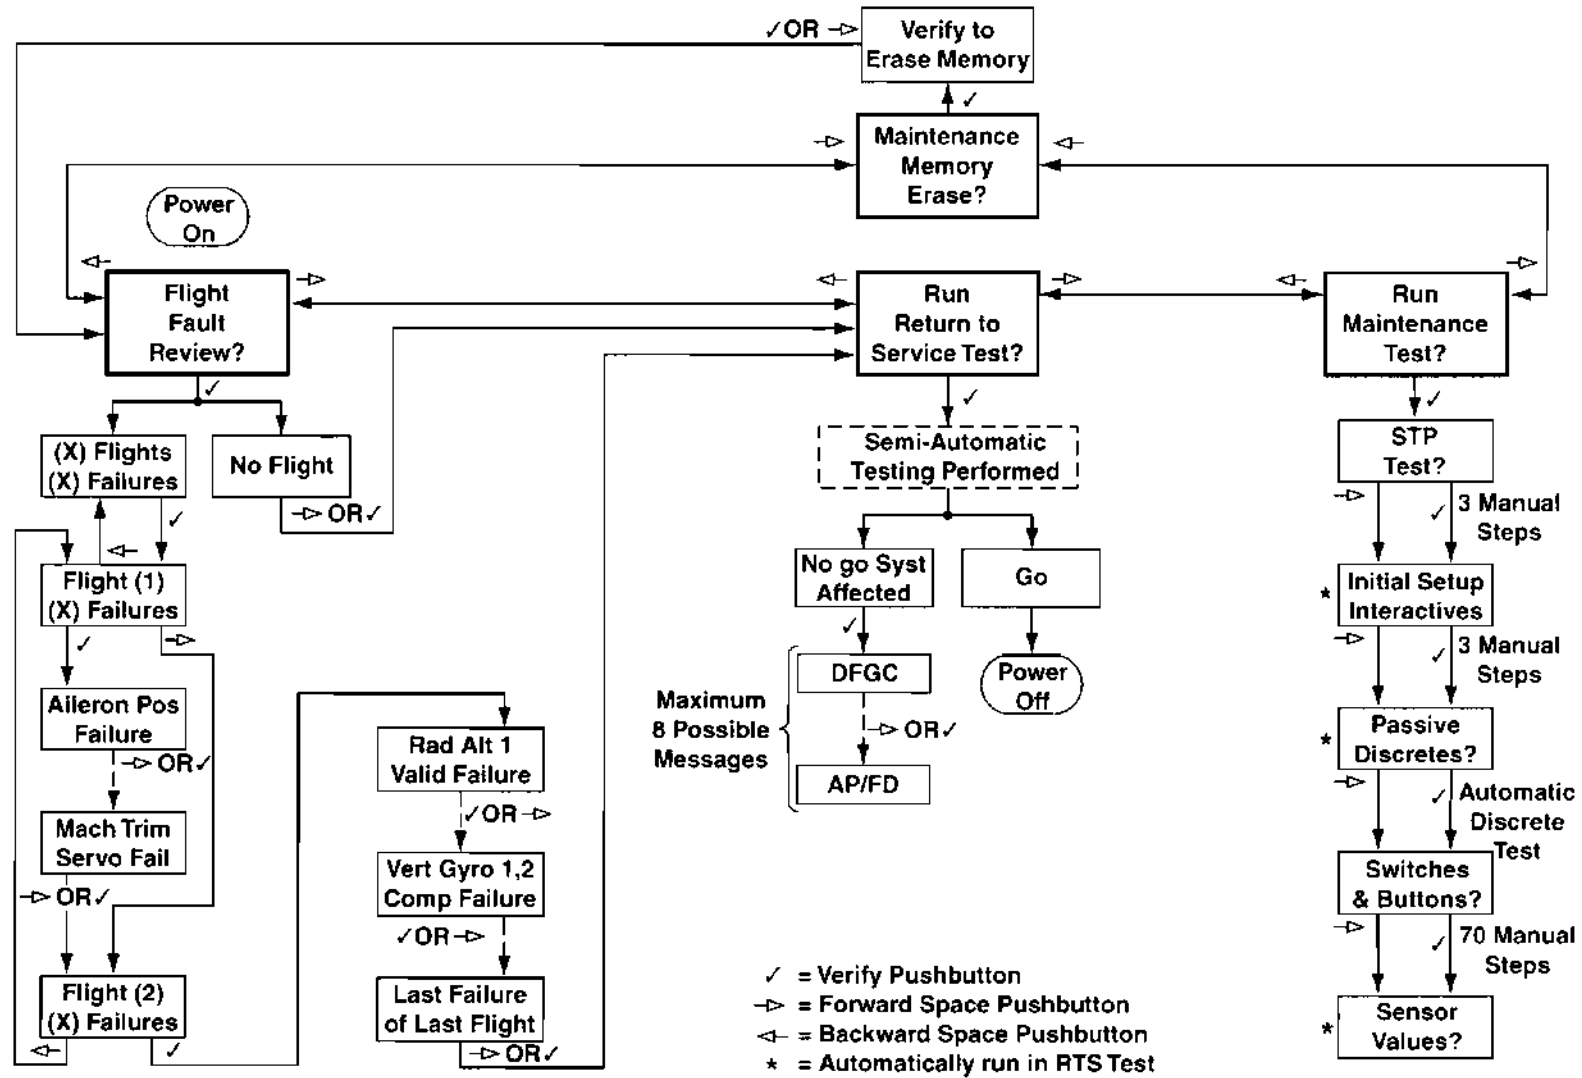 ✓OR
Verify to
Erase Memory
✓
Maintenance
Memory
Erase?
Power
On
Flight
Fault
Review?
✓
Run
Return to
Service Test?
✓
Run
Maintenance
Test?
✓
(X) Flights
(X) Failures
No Flight
OR✓
✓
Flight (1)
(X) Failures
✓
Aileron Pos
Failure
OR✓
Mach Trim
Servo Fail
OR✓
Flight (2)
(X) Failures
✓
Rad Alt 1
Valid Failure
✓OR
Vert Gyro 1,2
Comp Failure
✓OR
Last Failure
of Last Flight
OR✓
Semi-Automatic
Testing Performed
No go Syst
Affected
✓
Go
Power
Off
Maximum
8 Possible
Messages
DFGC
OR✓
AP/FD
STP
Test?
✓ 3 Manual
Steps
* Initial Setup
Interactives
✓ 3 Manual
Steps
* Passive
Discretes?
✓ Automatic
Discrete
Test
Switches
& Buttons?
✓ 70 Manual
Steps
* Sensor
Values?
✓ = Verify Pushbutton
= Forward Space Pushbutton
= Backward Space Pushbutton
* = Automatically run in RTS Test